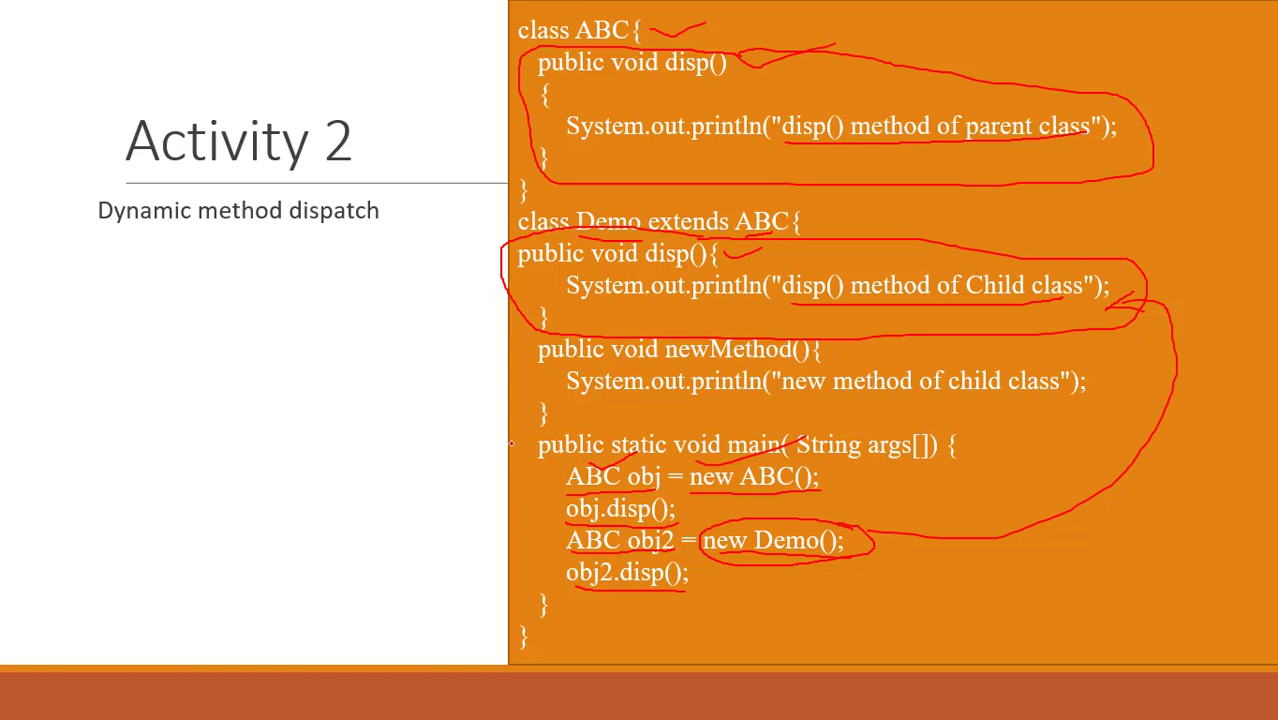 Activity 2
Dynamic method dispatch
class ABC{
public void disp()
{
System.out.println("disp() method of parent class");
}
}
class Demo extends ABC{
public void disp(){
System.out.println("disp() method of Child class");
}
public void newMethod(){
System.out.println("new method of child class");
}
public static void main( String args[]) {
ABC obj = new ABC();
obj.disp();
ABC obj2 = new Demo();
obj2.disp();
}
}